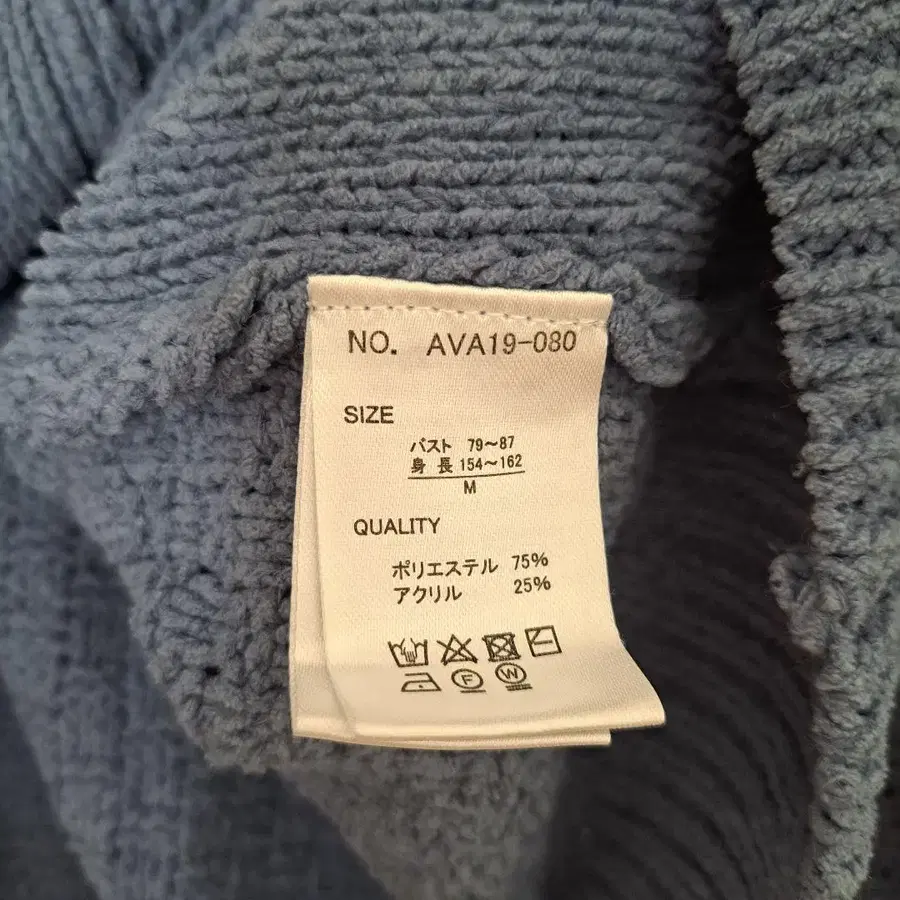 NO. AVA19-080
SIZE
バスト 79～87
身 長 154～162
M
QUALITY
ポリエステル 75%
アクリル 25%
F W